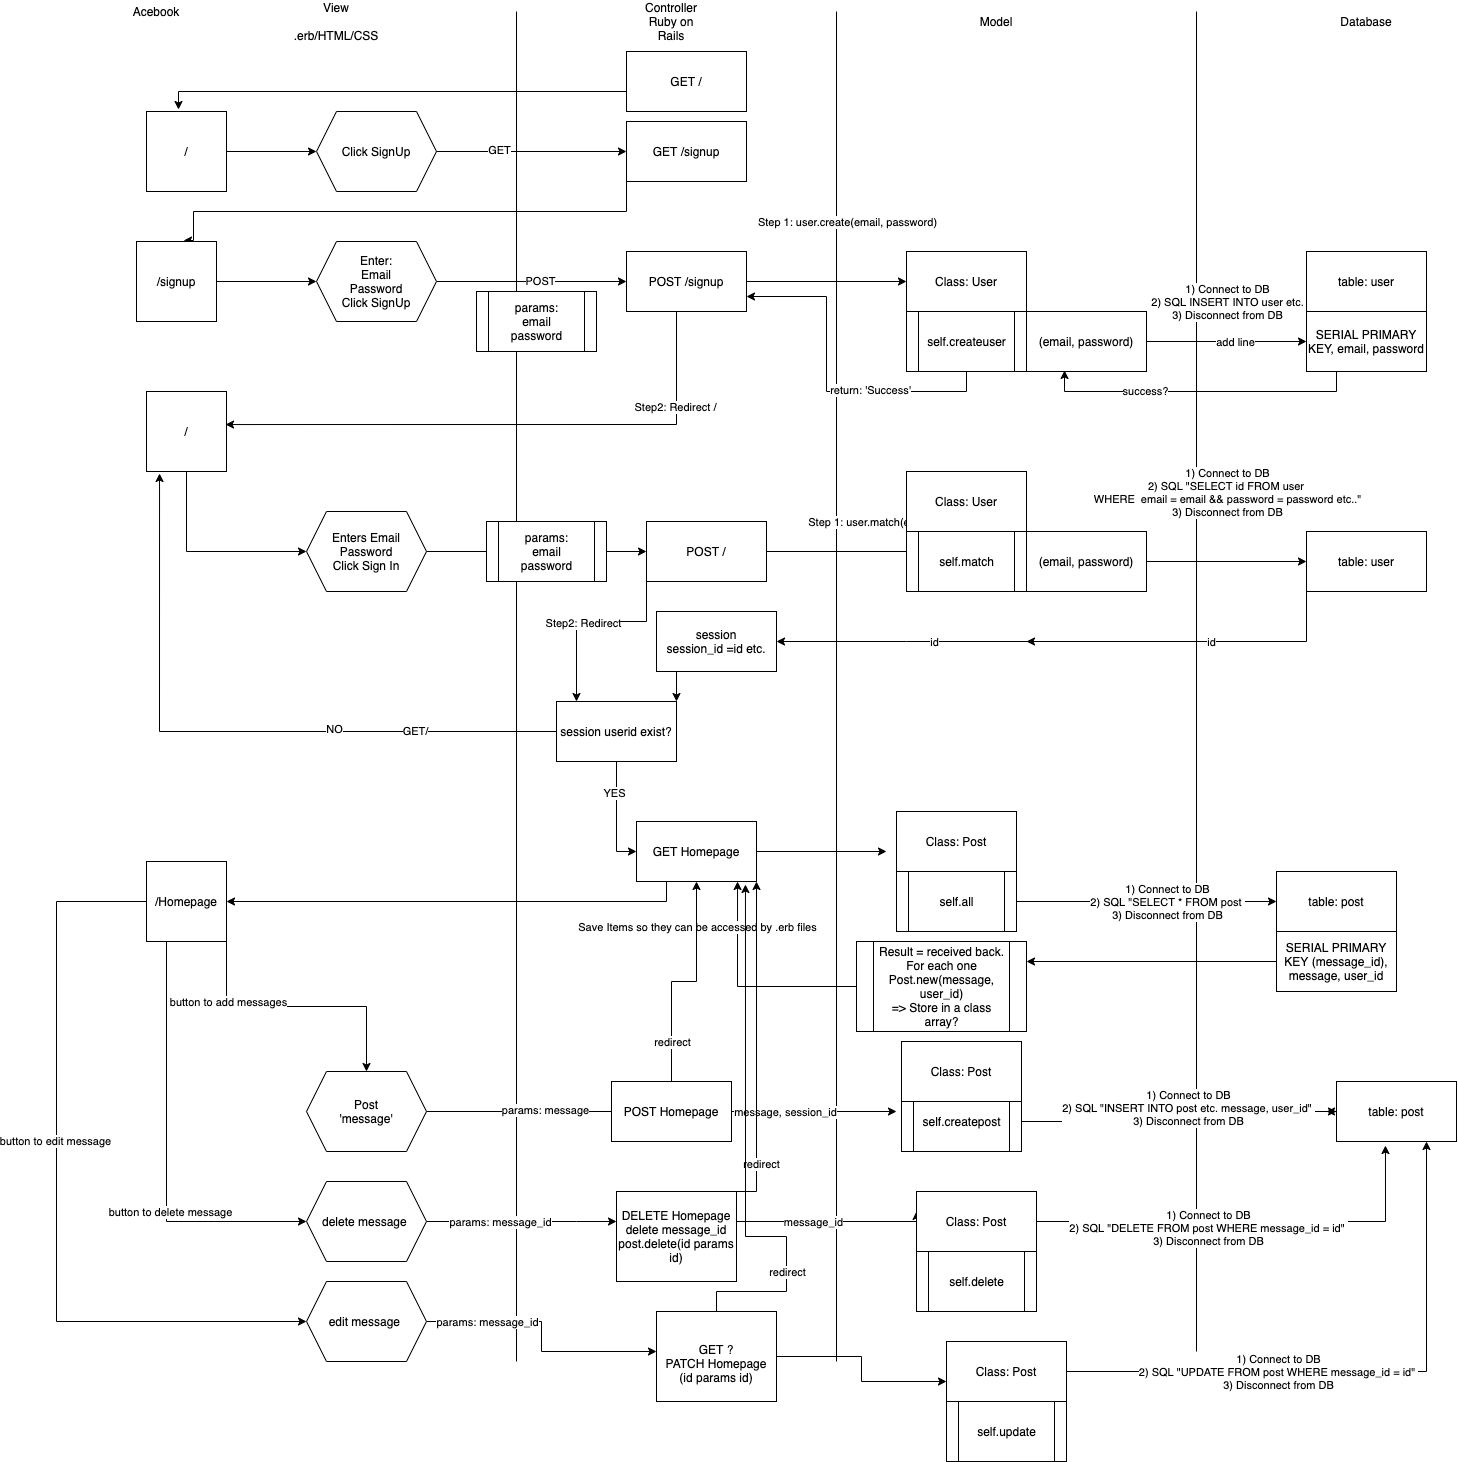 Acebook
View
.erb/HTML/CSS
Controller
Ruby on
Rails
Model
Database
GET /
/
Click SignUp
GET
GET /signup
Step 1: user.create(email, password)
/signup
Enter:
Email
Password
Click SignUp
POST
params:
email
password
POST /signup
Class: User
self.createuser
(email, password)
1) Connect to DB
2) SQL INSERT INTO user etc.
3) Disconnect from DB
add line
table: user
SERIAL PRIMARY
KEY, email, password
return: 'Success'
success?
Step2: Redirect /
/
Enters Email
Password
Click Sign In
params:
email
password
POST /
Step 1: user.match(e
Class: User
self.match
(email, password)
1) Connect to DB
2) SQL "SELECT id FROM user
WHERE email = email && password = password etc.."
3) Disconnect from DB
table: user
Step2: Redirect
session
session_id =id etc.
id
id
session userid exist?
NO
GET/
YES
GET Homepage
Class: Post
self.all
1) Connect to DB
2) SQL "SELECT * FROM post
3) Disconnect from DB
table: post
SERIAL PRIMARY
KEY (message_id),
message, user_id
/Homepage
Save Items so they can be accessed by .erb files
Result = received back.
For each one
Post.new(message,
user_id)
=> Store in a class
array?
button to add messages
redirect
Post
'message'
params: message
POST Homepage
message, session_id
Class: Post
self.createpost
1) Connect to DB
2) SQL "INSERT INTO post etc. message, user_id"
3) Disconnect from DB
table: post
button to edit message
redirect
button to delete message
delete message
params: message_id
DELETE Homepage
delete message_id
post.delete(id params
id)
message_id
Class: Post
self.delete
1) Connect to DB
2) SQL "DELETE FROM post WHERE message_id = id"
3) Disconnect from DB
redirect
edit message
params: message_id
GET ?
PATCH Homepage
(id params id)
Class: Post
self.update
1) Connect to DB
2) SQL "UPDATE FROM post WHERE message_id = id"
3) Disconnect from DB